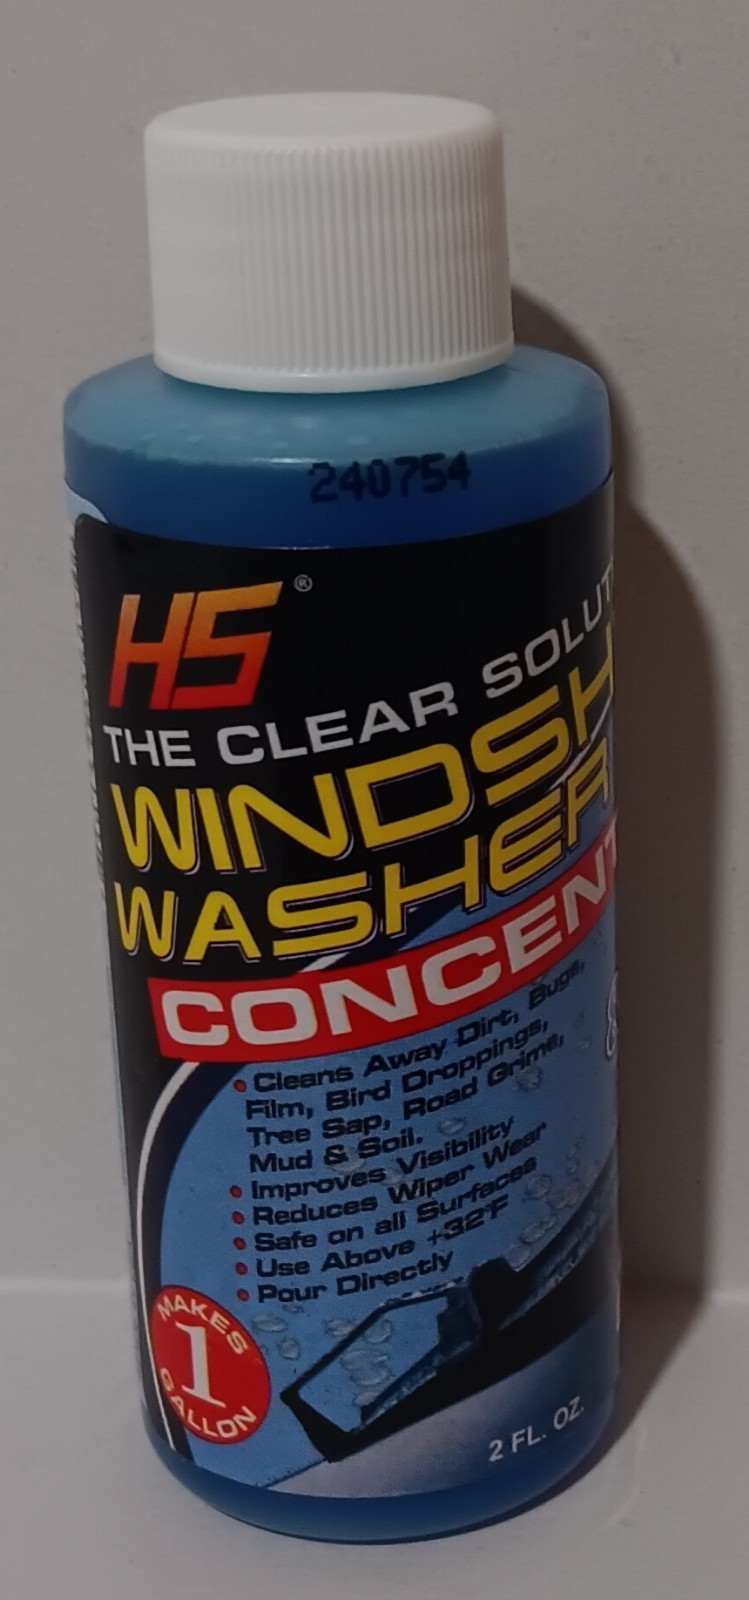 240754
HS®
THE CLEAR SOLUT
WINDSH
WASHER
CONCENT
• Cleans Away Dirt, Bugs,
Film, Bird Droppings,
Tree Sap, Road Grime,
Mud & Soil.
• Improves Visibility
• Reduces Wiper Wear
• Safe on all Surfaces
• Use Above +32°F
• Pour Directly
MAKES
1
GALLON
2 FL. OZ.